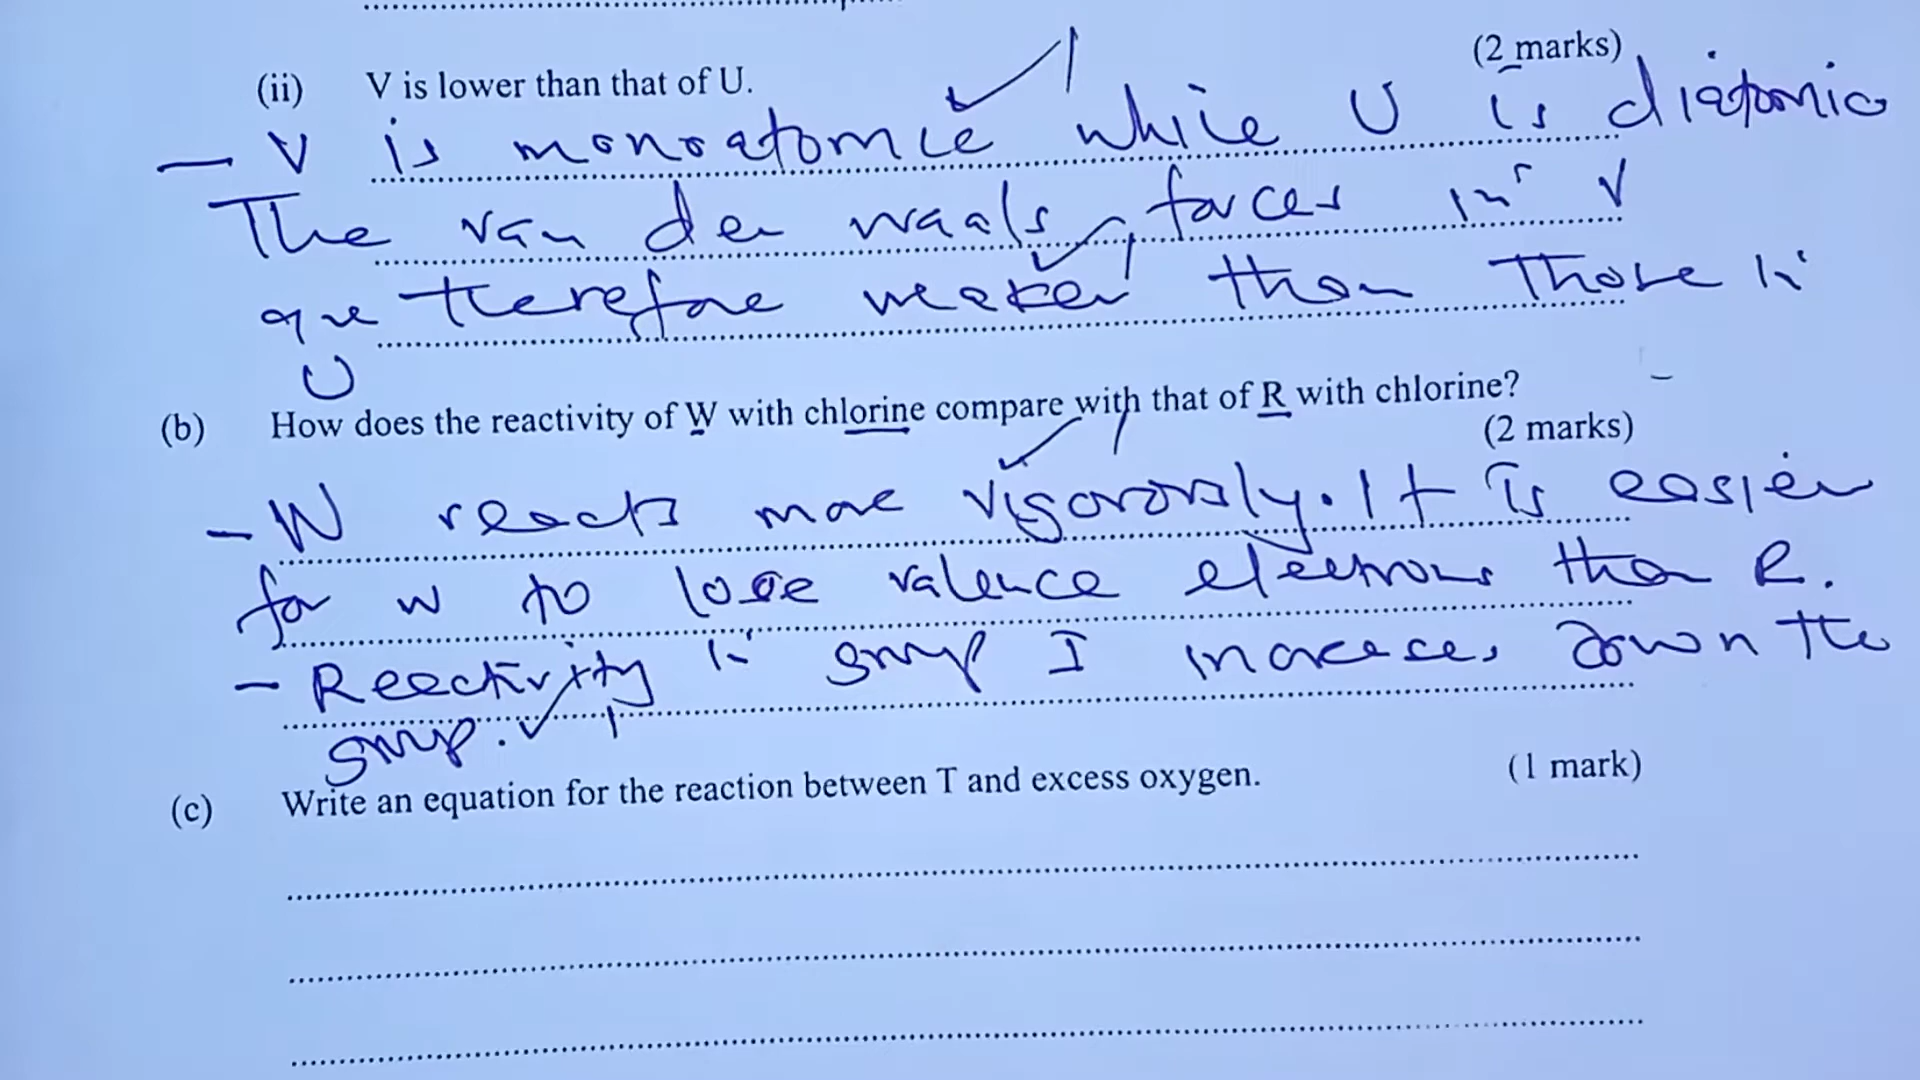 (2 marks)
(ii) V is lower than that of U.
- V is monoatomic while U is diatomic
The van der waals forces in V
are therefore weaker than those in
U
(b) How does the reactivity of W with chlorine compare with that of R with chlorine?
(2 marks)
- W reacts more vigorously. It is easier
for W to lose valence electrons than R.
- Reactivity in group I increases down the
group.
(c) Write an equation for the reaction between T and excess oxygen. (1 mark)